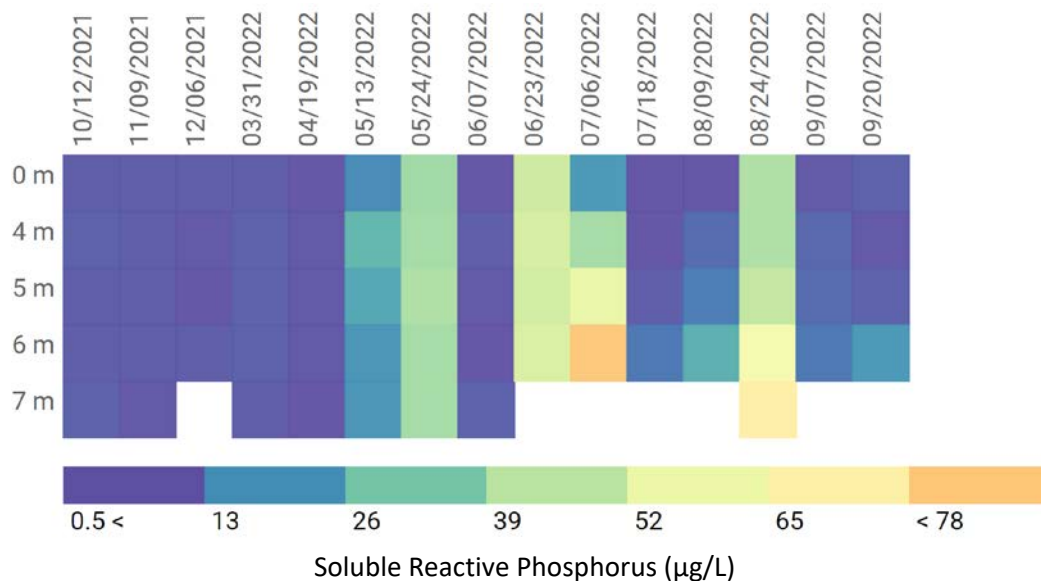 10/12/2021
11/09/2021
12/06/2021
03/31/2022
04/19/2022
05/13/2022
05/24/2022
06/07/2022
06/23/2022
07/06/2022
07/18/2022
08/09/2022
08/24/2022
09/07/2022
09/20/2022
0 m
4 m
5 m
6 m
7 m
0.5 < 13 26 39 52 65 < 78
Soluble Reactive Phosphorus (µg/L)